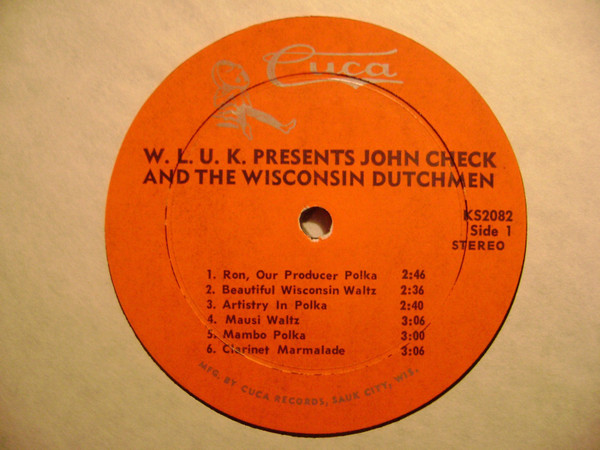 Cuca
W. L. U. K. PRESENTS JOHN CHECK
AND THE WISCONSIN DUTCHMEN
KS2082
Side 1
STEREO
1. Ron, Our Producer Polka 2:46
2. Beautiful Wisconsin Waltz 2:36
3. Artistry In Polka 2:40
4. Mausi Waltz 3:06
5. Mambo Polka 3:00
6. Clarinet Marmalade 3:06
MFG. BY CUCA RECORDS, SAUK CITY, WIS.